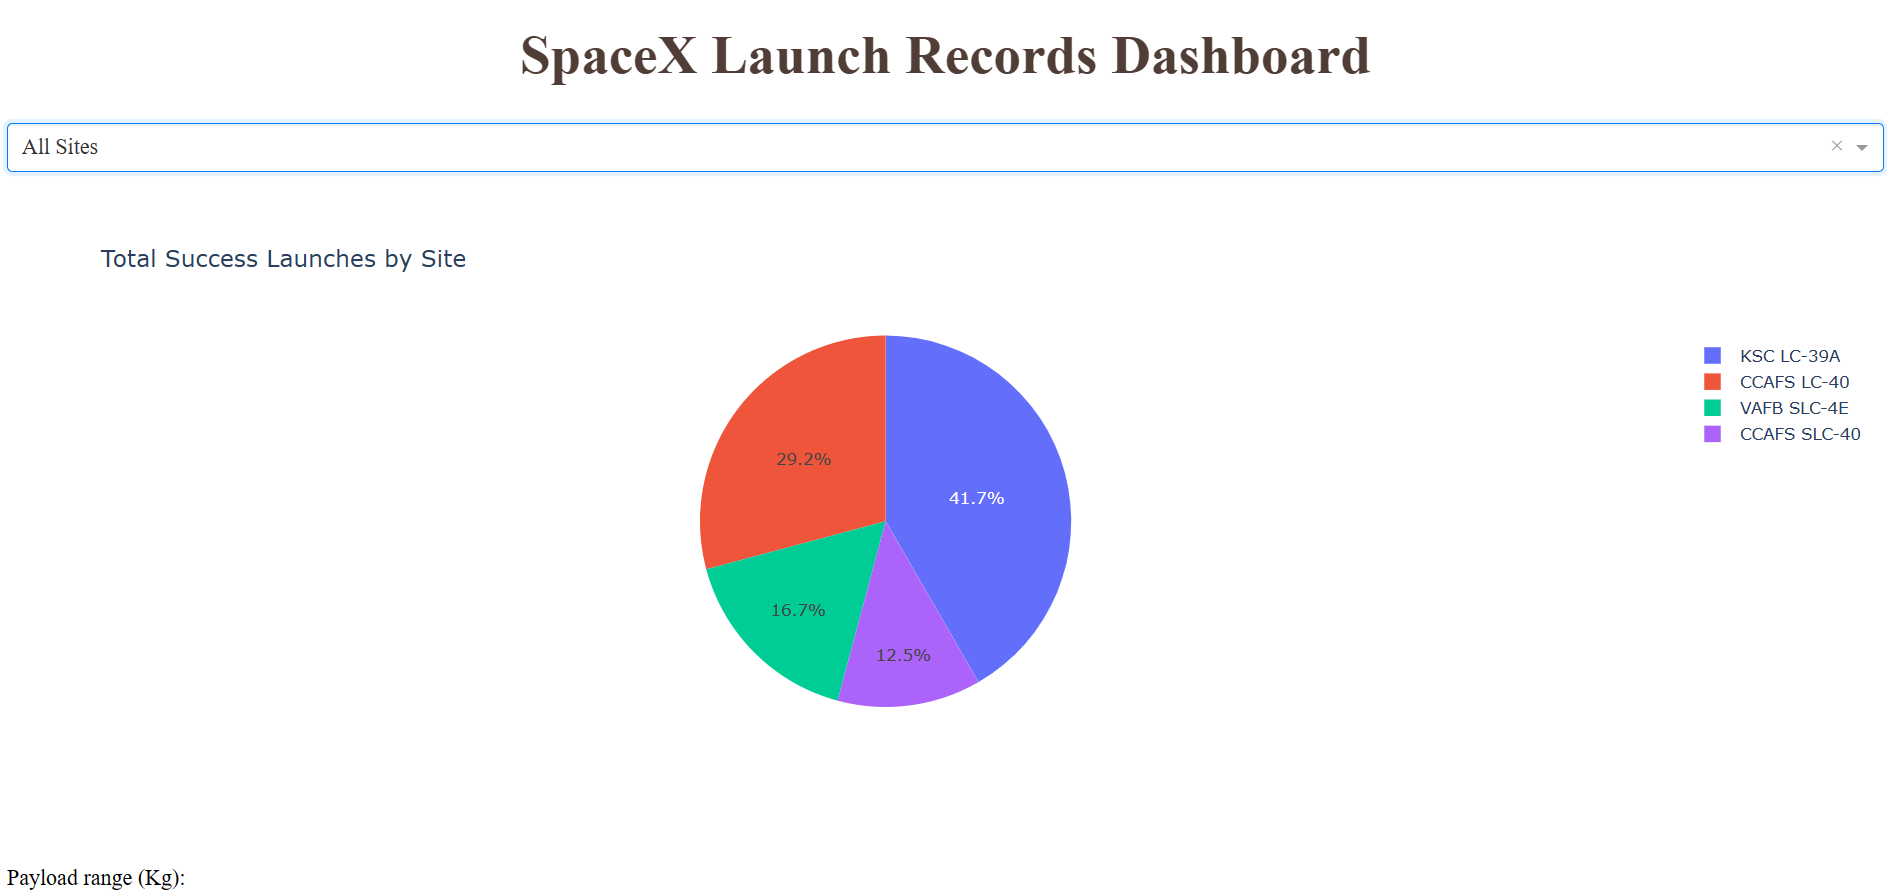 SpaceX Launch Records Dashboard
All Sites
Total Success Launches by Site
KSC LC-39A
CCAFS LC-40
VAFB SLC-4E
CCAFS SLC-40
29.2%
41.7%
16.7%
12.5%
Payload range (Kg):